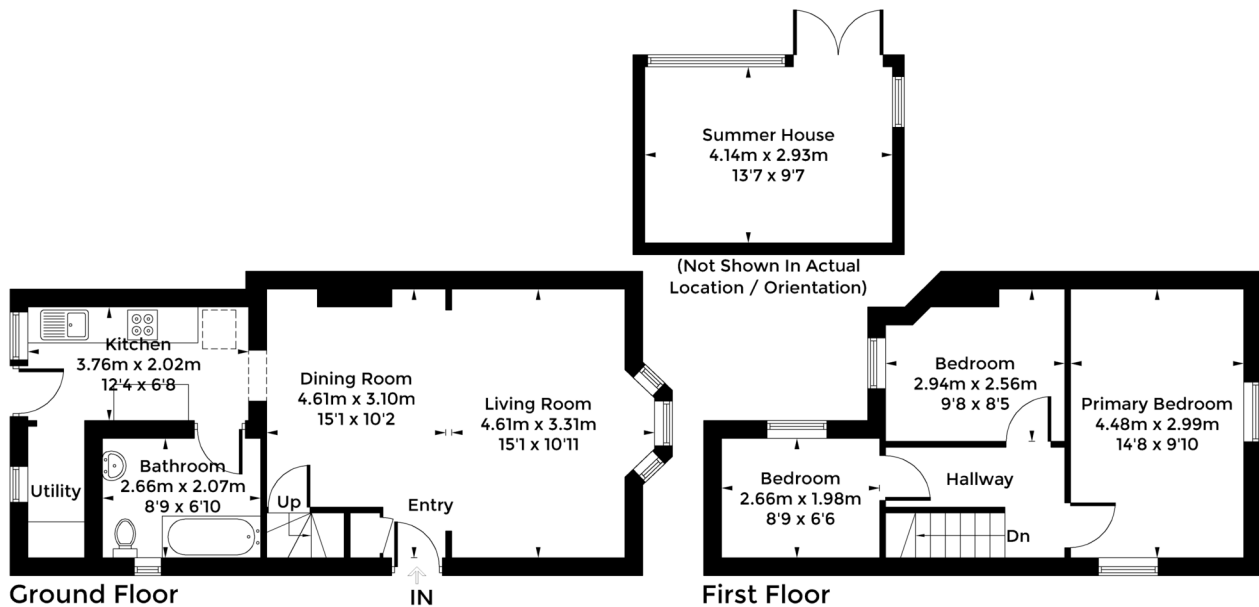 Summer House
4.14m x 2.93m
13'7 x 9'7
(Not Shown In Actual
Location / Orientation)
Kitchen
3.76m x 2.02m
12'4 x 6'8
Dining Room
4.61m x 3.10m
15'1 x 10'2
Living Room
4.61m x 3.31m
15'1 x 10'11
Bathroom
2.66m x 2.07m
8'9 x 6'10
Utility
Up
Entry
IN
Ground Floor
Bedroom
2.94m x 2.56m
9'8 x 8'5
Primary Bedroom
4.48m x 2.99m
14'8 x 9'10
Bedroom
2.66m x 1.98m
8'9 x 6'6
Hallway
Dn
First Floor